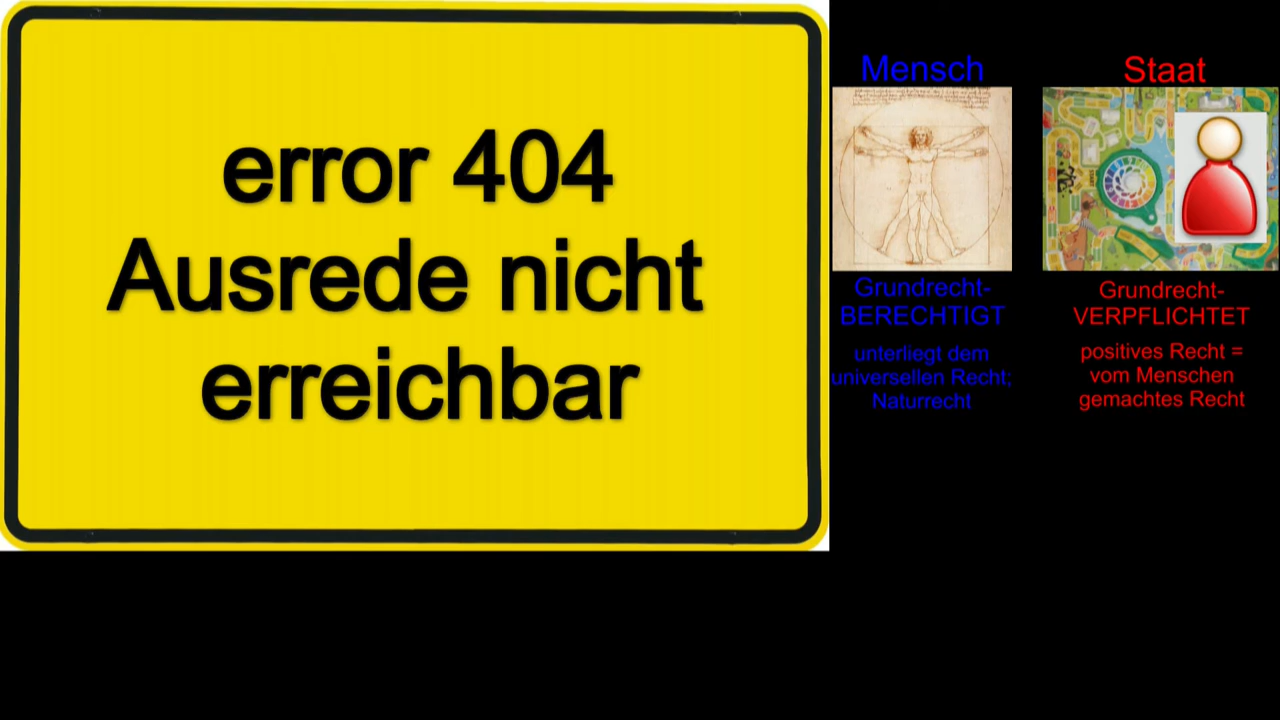 error 404
Ausrede nicht
erreichbar
Mensch
Grundrecht-
BERECHTIGT
unterliegt dem
universellen Recht;
Naturrecht
Staat
Grundrecht-
VERPFLICHTET
positives Recht =
vom Menschen
gemachtes Recht